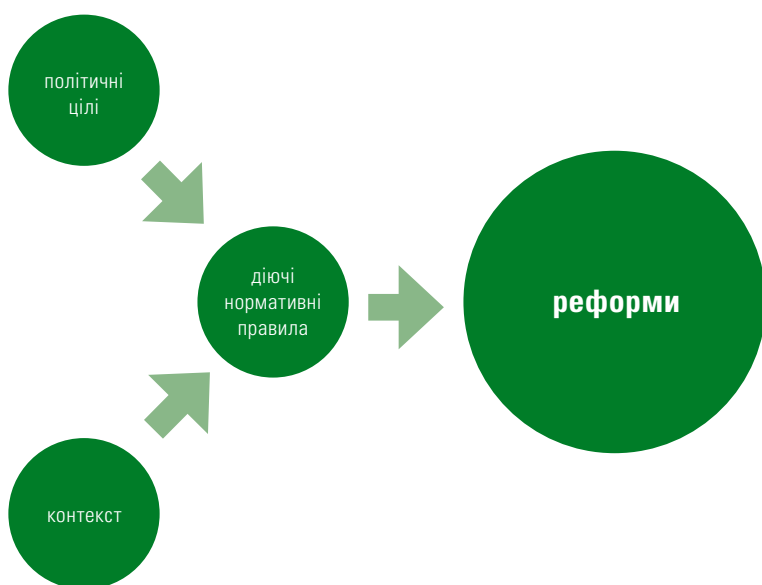 політичні
цілі
діючі
нормативні
правила
реформи
контекст